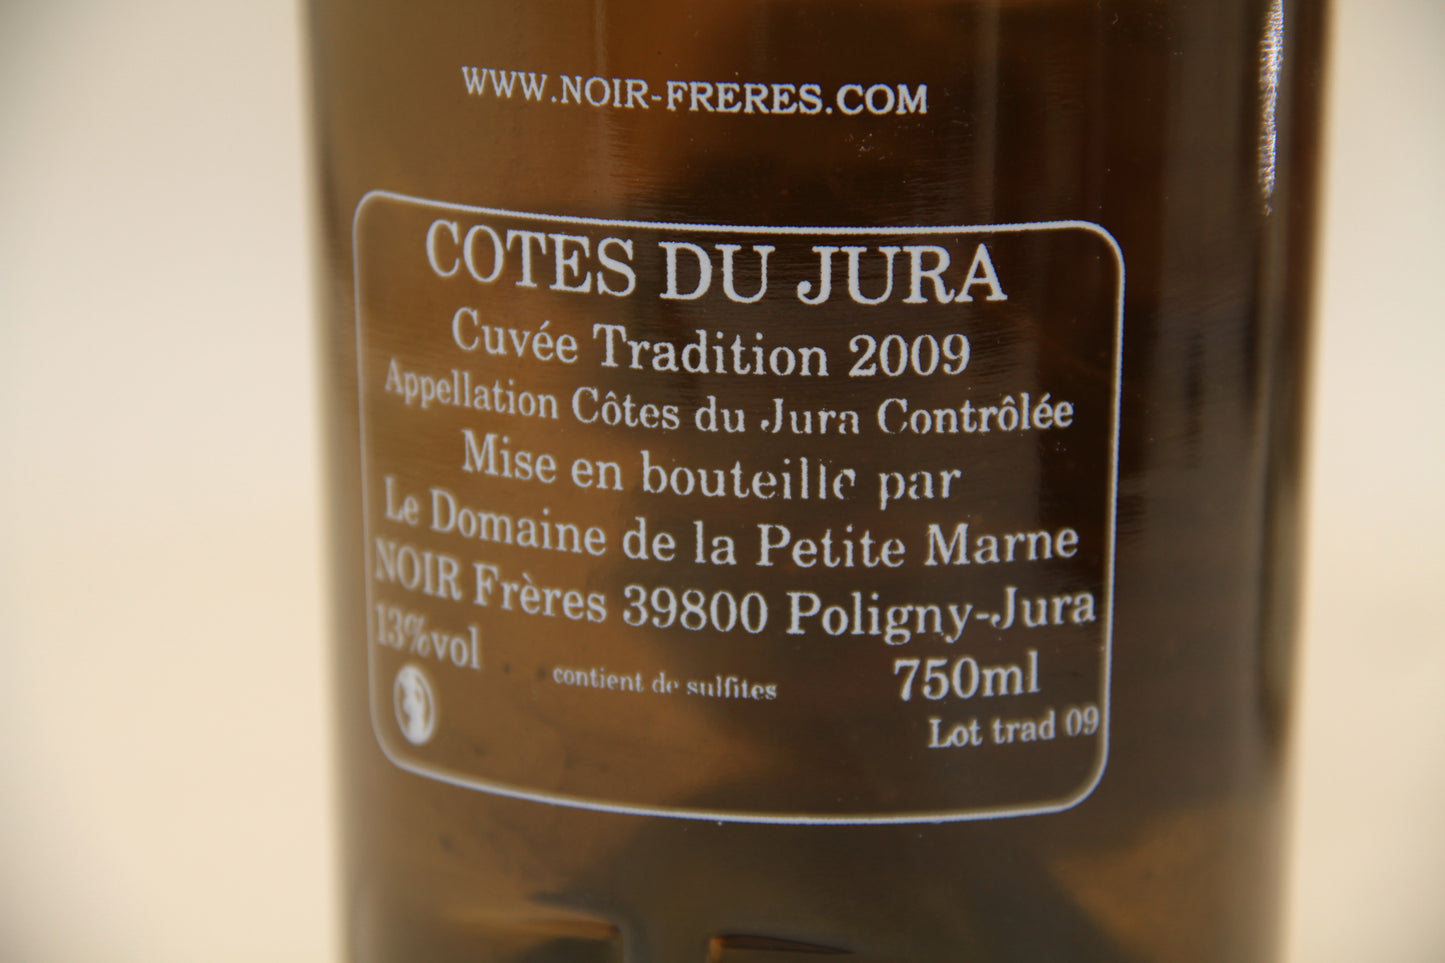 WWW.NOIR-FRERES.COM
COTES DU JURA
Cuvée Tradition 2009
Appellation Côtes du Jura Contrôlée
Mise en bouteille par
Le Domaine de la Petite Marne
NOIR Frères 39800 Poligny-Jura
13%vol
contient de sulfites
750ml
Lot trad 09